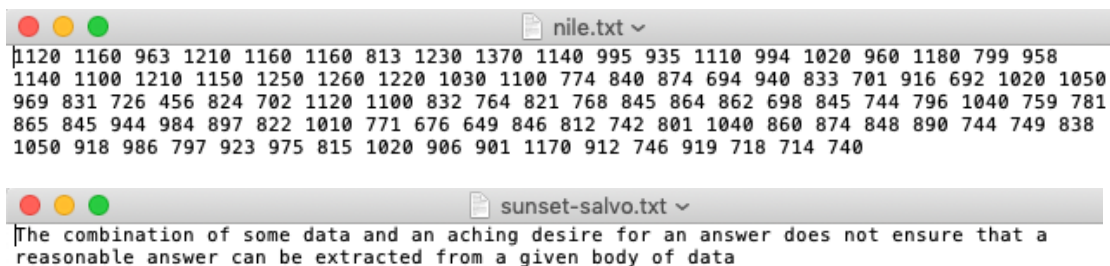 nile.txt
1120 1160 963 1210 1160 1160 813 1230 1370 1140 995 935 1110 994 1020 960 1180 799 958
1140 1100 1210 1150 1250 1260 1220 1030 1100 774 840 874 694 940 833 701 916 692 1020 1050
969 831 726 456 824 702 1120 1100 832 764 821 768 845 864 862 698 845 744 796 1040 759 781
865 845 944 984 897 822 1010 771 676 649 846 812 742 801 1040 860 874 848 890 744 749 838
1050 918 986 797 923 975 815 1020 906 901 1170 912 746 919 718 714 740
sunset-salvo.txt
The combination of some data and an aching desire for an answer does not ensure that a
reasonable answer can be extracted from a given body of data